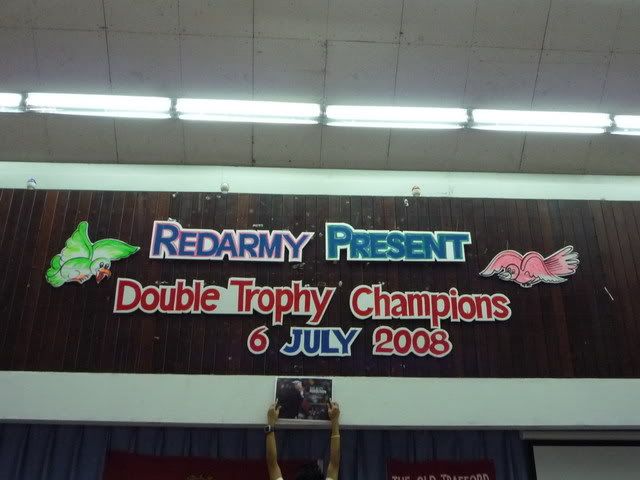 REDARMY PRESENT
Double Trophy Champions
6 JULY 2008
THE OLD TRAFFORD